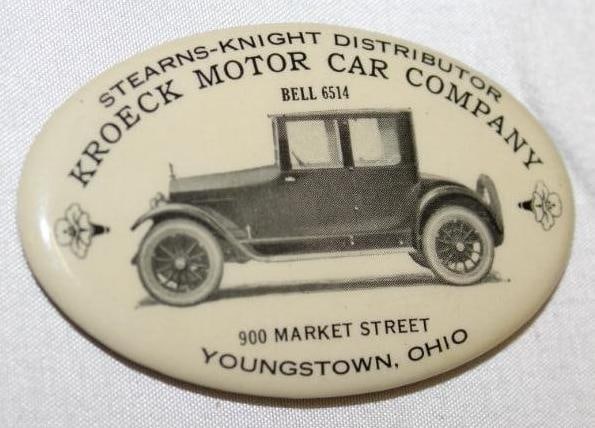 STEARNS-KNIGHT DISTRIBUTOR
KROECK MOTOR CAR COMPANY
BELL 6514
900 MARKET STREET
YOUNGSTOWN, OHIO